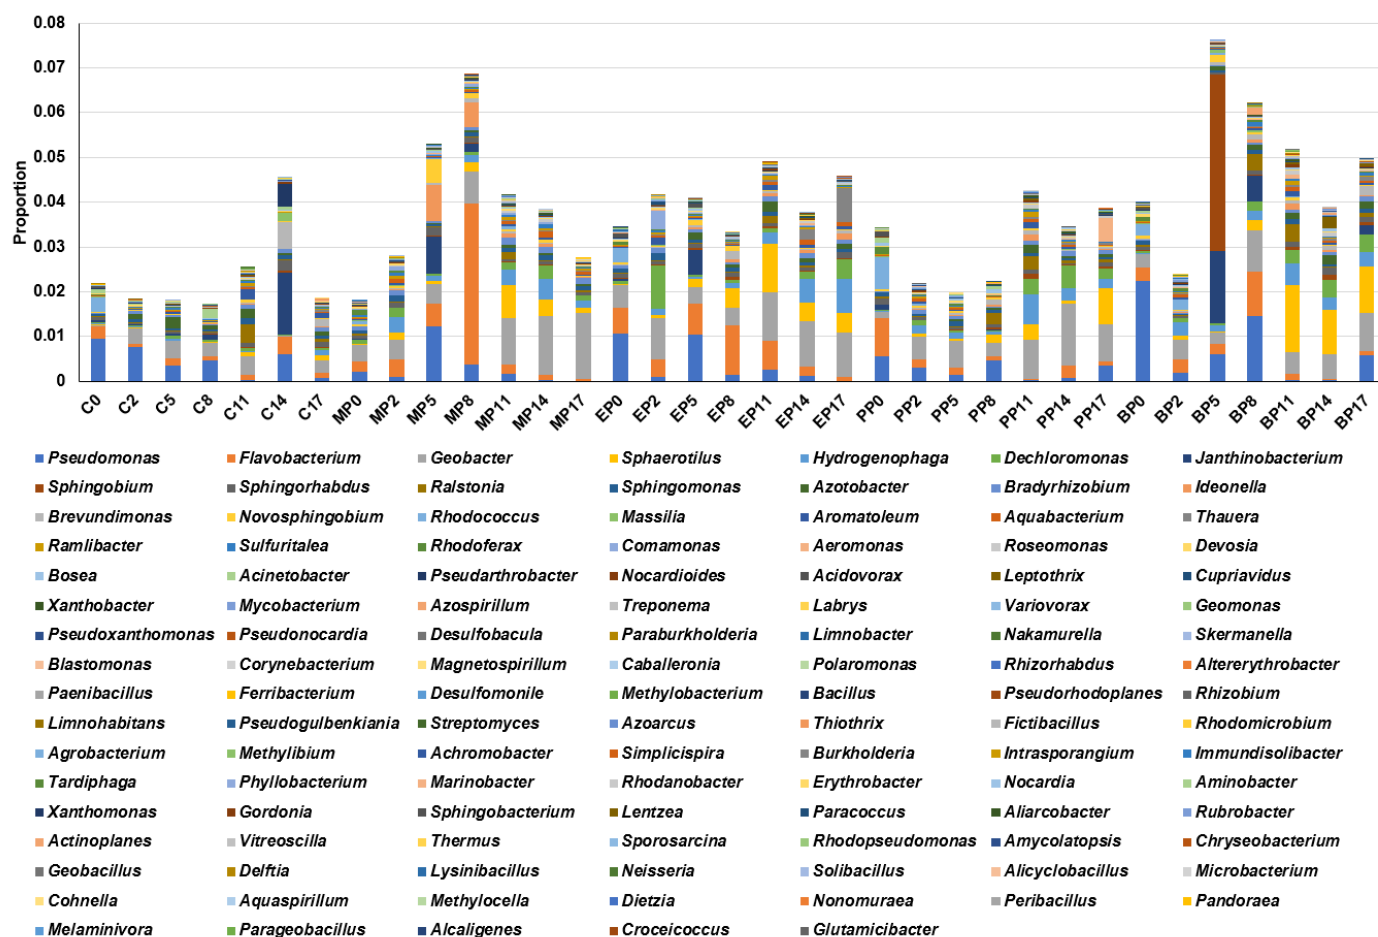 0.08
0.07
0.06
0.05
0.04
0.03
0.02
0.01
0
Proportion
C0 C2 C5 C8 C11 C14 C17 MP0 MP2 MP5 MP8 MP11 MP14 MP17 EP0 EP2 EP5 EP8 EP11 EP14 EP17 PP0 PP2 PP5 PP8 PP11 PP14 PP17 BP0 BP2 BP5 BP8 BP11 BP14 BP17
Pseudomonas Flavobacterium Geobacter Sphaerotilus Hydrogenophaga Dechloromonas Janthinobacterium
Sphingobium Sphingorhabdus Ralstonia Sphingomonas Azotobacter Bradyrhizobium Ideonella
Brevundimonas Novosphingobium Rhodococcus Massilia Aromatoleum Aquabacterium Thauera
Ramlibacter Sulfuritalea Rhodoferax Comamonas Aeromonas Roseomonas Devosia
Bosea Acinetobacter Pseudarthrobacter Nocardioides Acidovorax Leptothrix Cupriavidus
Xanthobacter Mycobacterium Azospirillum Treponema Labrys Variovorax Geomonas
Pseudoxanthomonas Pseudonocardia Desulfobacula Paraburkholderia Limnobacter Nakamurella Skermanella
Blastomonas Corynebacterium Magnetospirillum Caballeronia Polaromonas Rhizorhabdus Altererythrobacter
Paenibacillus Ferribacterium Desulfomonile Methylobacterium Bacillus Pseudorhodoplanes Rhizobium
Limnohabitans Pseudogulbenkiania Streptomyces Azoarcus Thiothrix Fictibacillus Rhodomicrobium
Agrobacterium Methylibium Achromobacter Simplicispira Burkholderia Intrasporangium Immundisolibacter
Tardiphaga Phyllobacterium Marinobacter Rhodanobacter Erythrobacter Nocardia Aminobacter
Xanthomonas Gordonia Sphingobacterium Lentzea Paracoccus Aliarcobacter Rubrobacter
Actinoplanes Vitreoscilla Thermus Sporosarcina Rhodopseudomonas Amycolatopsis Chryseobacterium
Geobacillus Delftia Lysinibacillus Neisseria Solibacillus Alicyclobacillus Microbacterium
Cohnella Aquaspirillum Methylocella Dietzia Nonomuraea Peribacillus Pandoraea
Melaminivora Parageobacillus Alcaligenes Croceicoccus Glutamicibacter